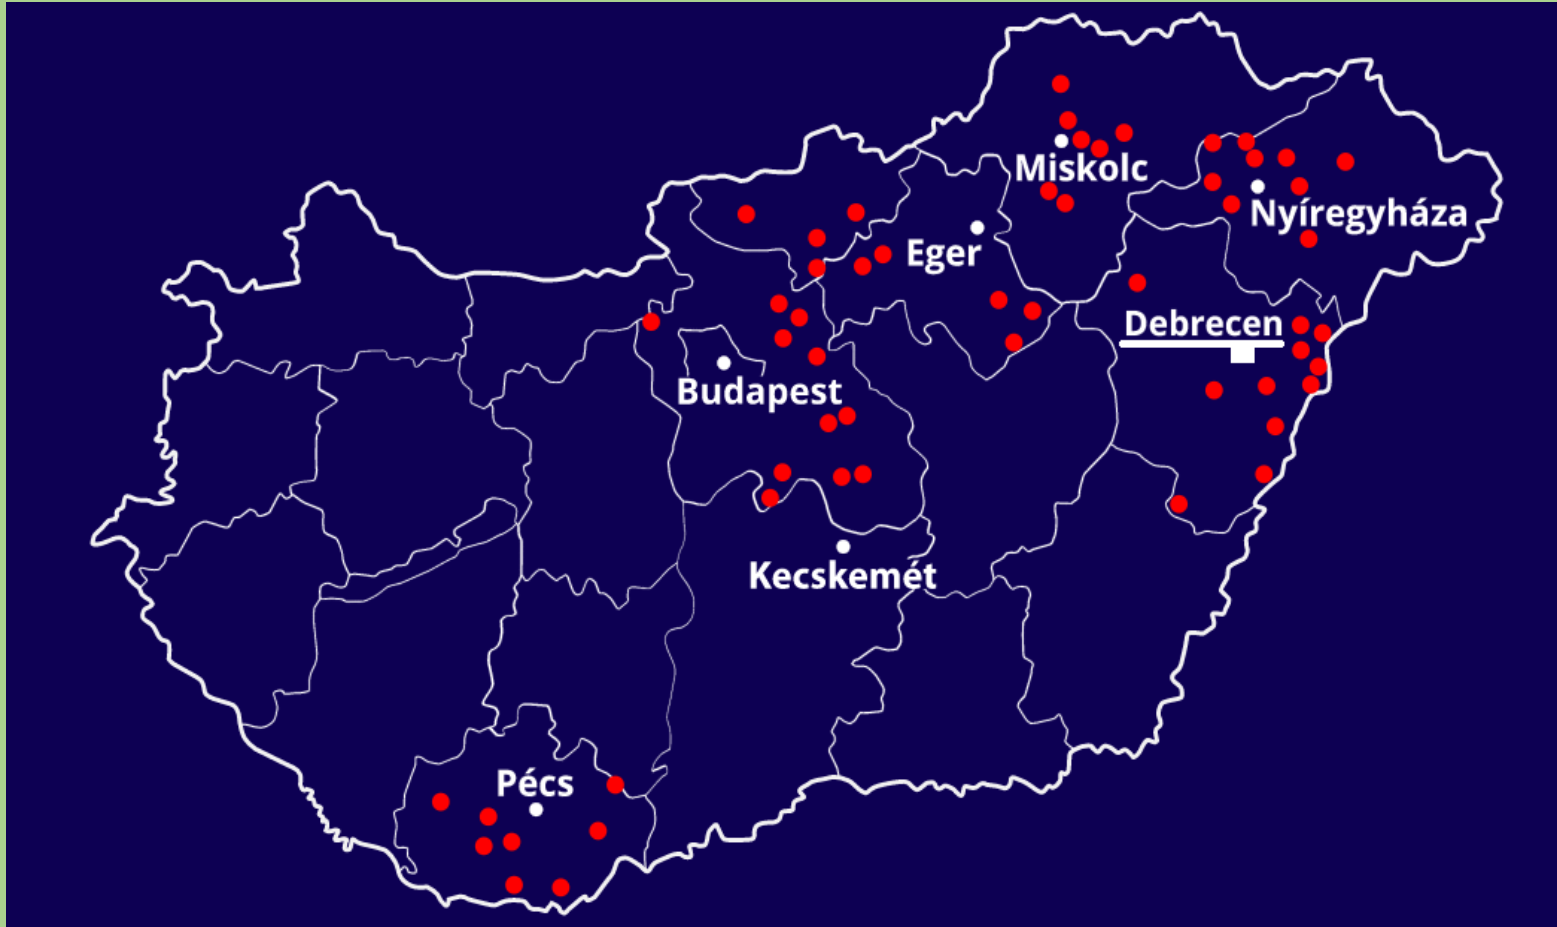 Miskolc
Nyíregyháza
Eger
Debrecen
Budapest
Kecskemét
Pécs